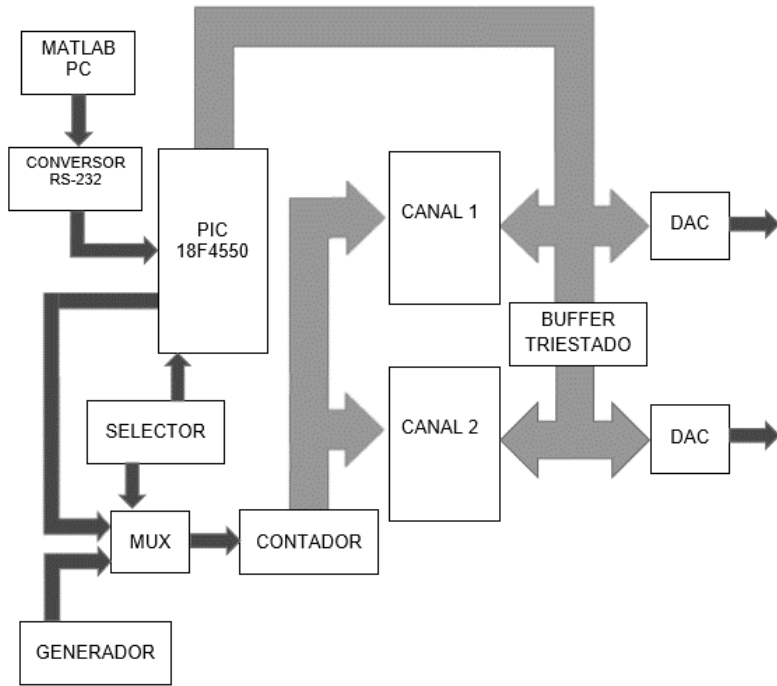 MATLAB
PC
CONVERSOR
RS-232
PIC
18F4550
CANAL 1
DAC
BUFFER
TRIESTADO
SELECTOR
CANAL 2
DAC
MUX
CONTADOR
GENERADOR